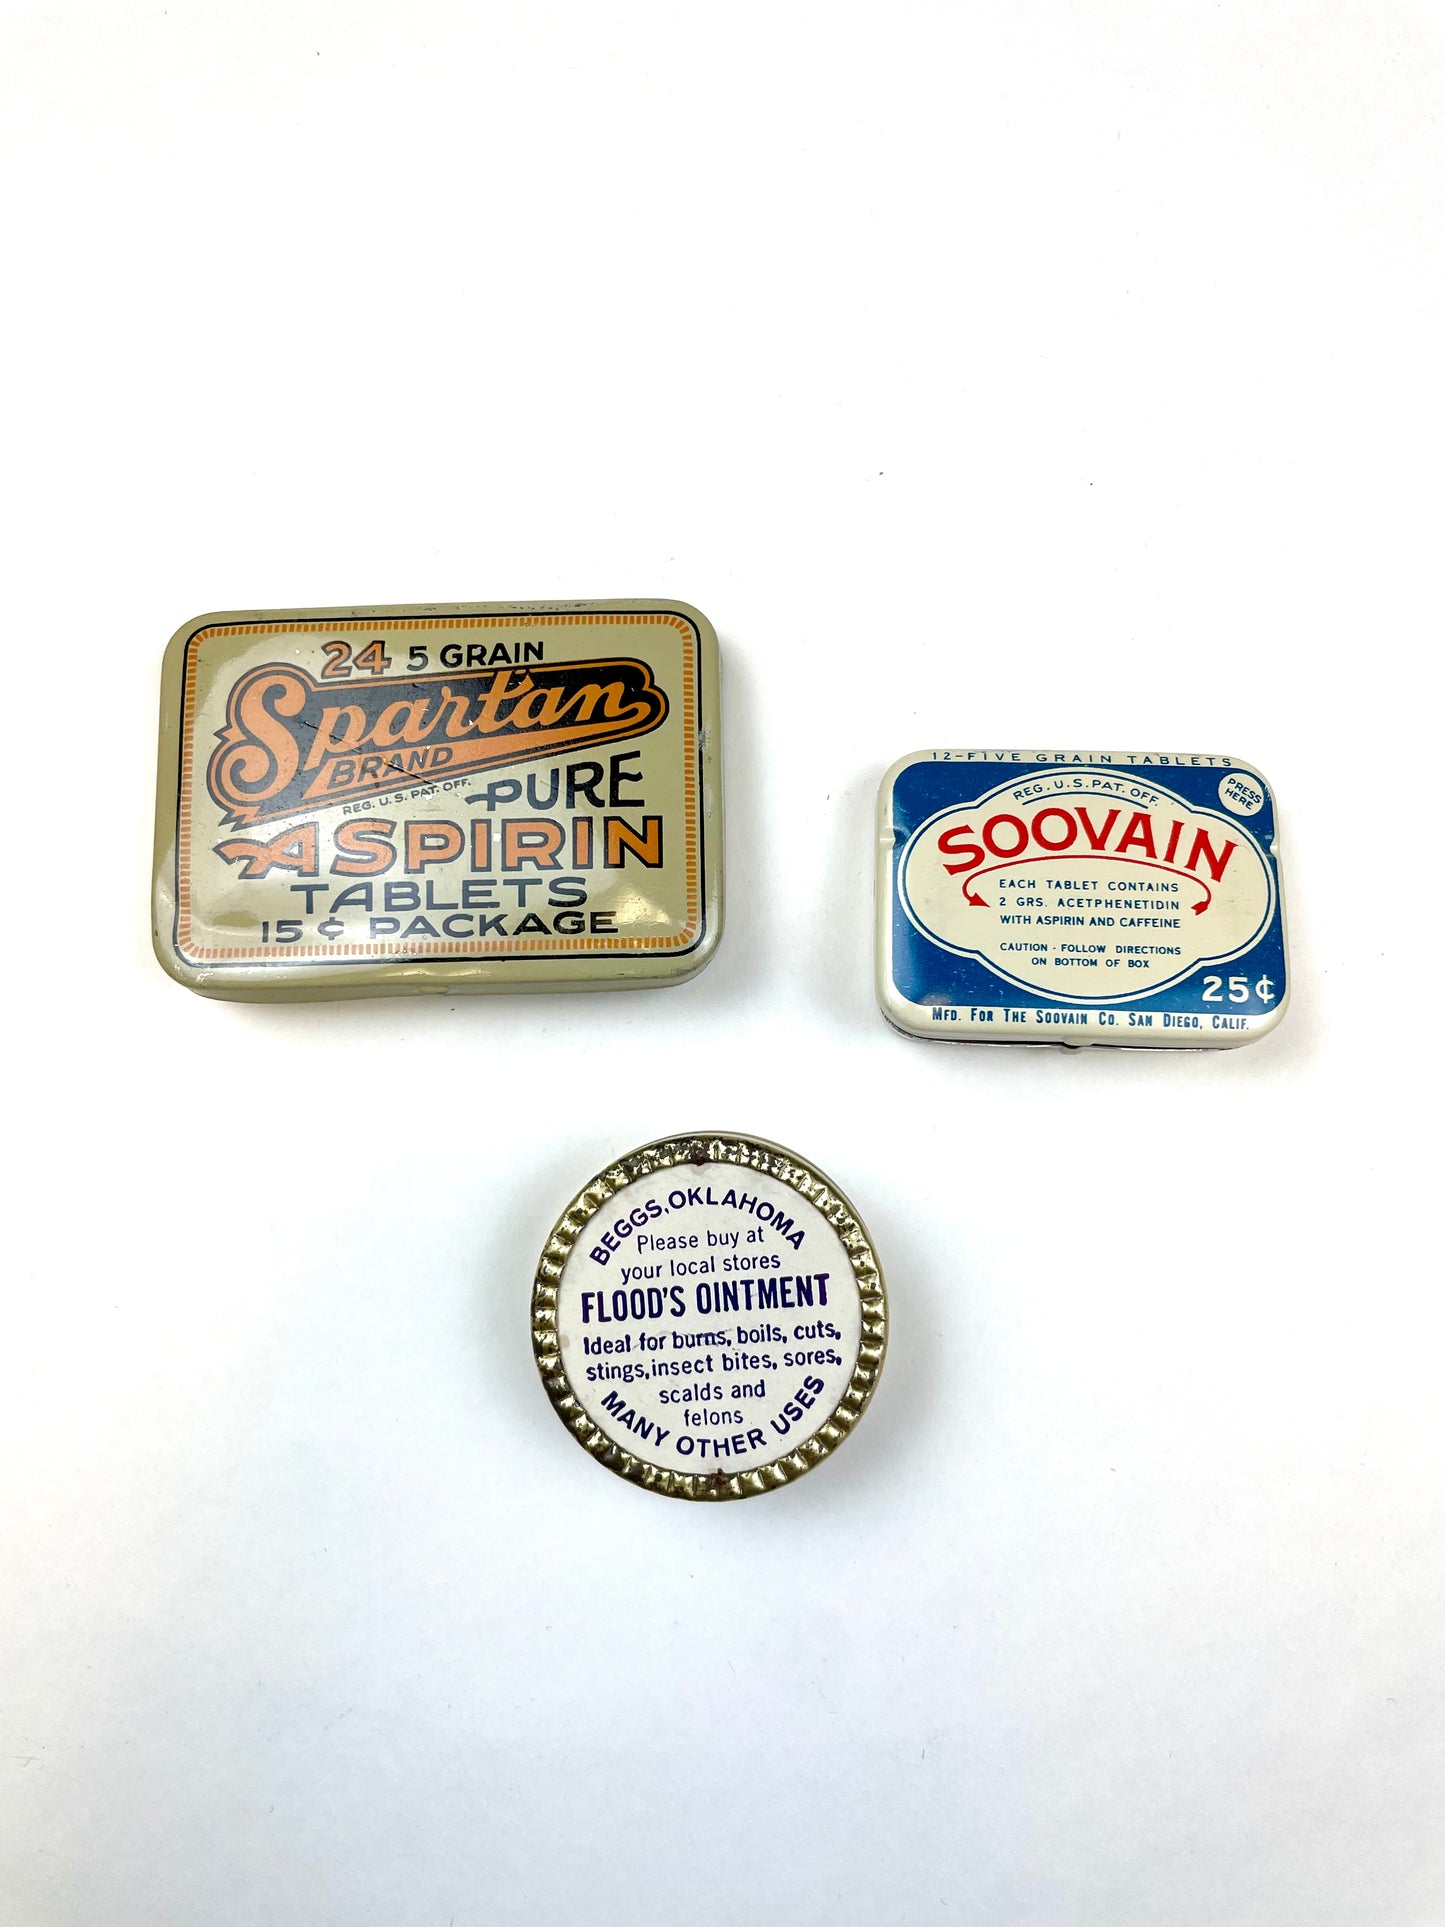 24 5 GRAIN
Spartan
BRAND
REG. U.S. PAT. OFF.
PURE
ASPIRIN
TABLETS
15 ¢ PACKAGE
12-FIVE GRAIN TABLETS
REG. U.S. PAT. OFF.
PRESS
HERE
SOOVAIN
EACH TABLET CONTAINS
2 GRS. ACETPHENETIDIN
WITH ASPIRIN AND CAFFEINE
CAUTION - FOLLOW DIRECTIONS
ON BOTTOM OF BOX
25¢
MFD. FOR THE SOOVAIN CO. SAN DIEGO, CALIF.
BEGGS, OKLAHOMA
Please buy at
your local stores
FLOOD'S OINTMENT
Ideal for burns, boils, cuts,
stings, insect bites, sores,
scalds and
felons
MANY OTHER USES